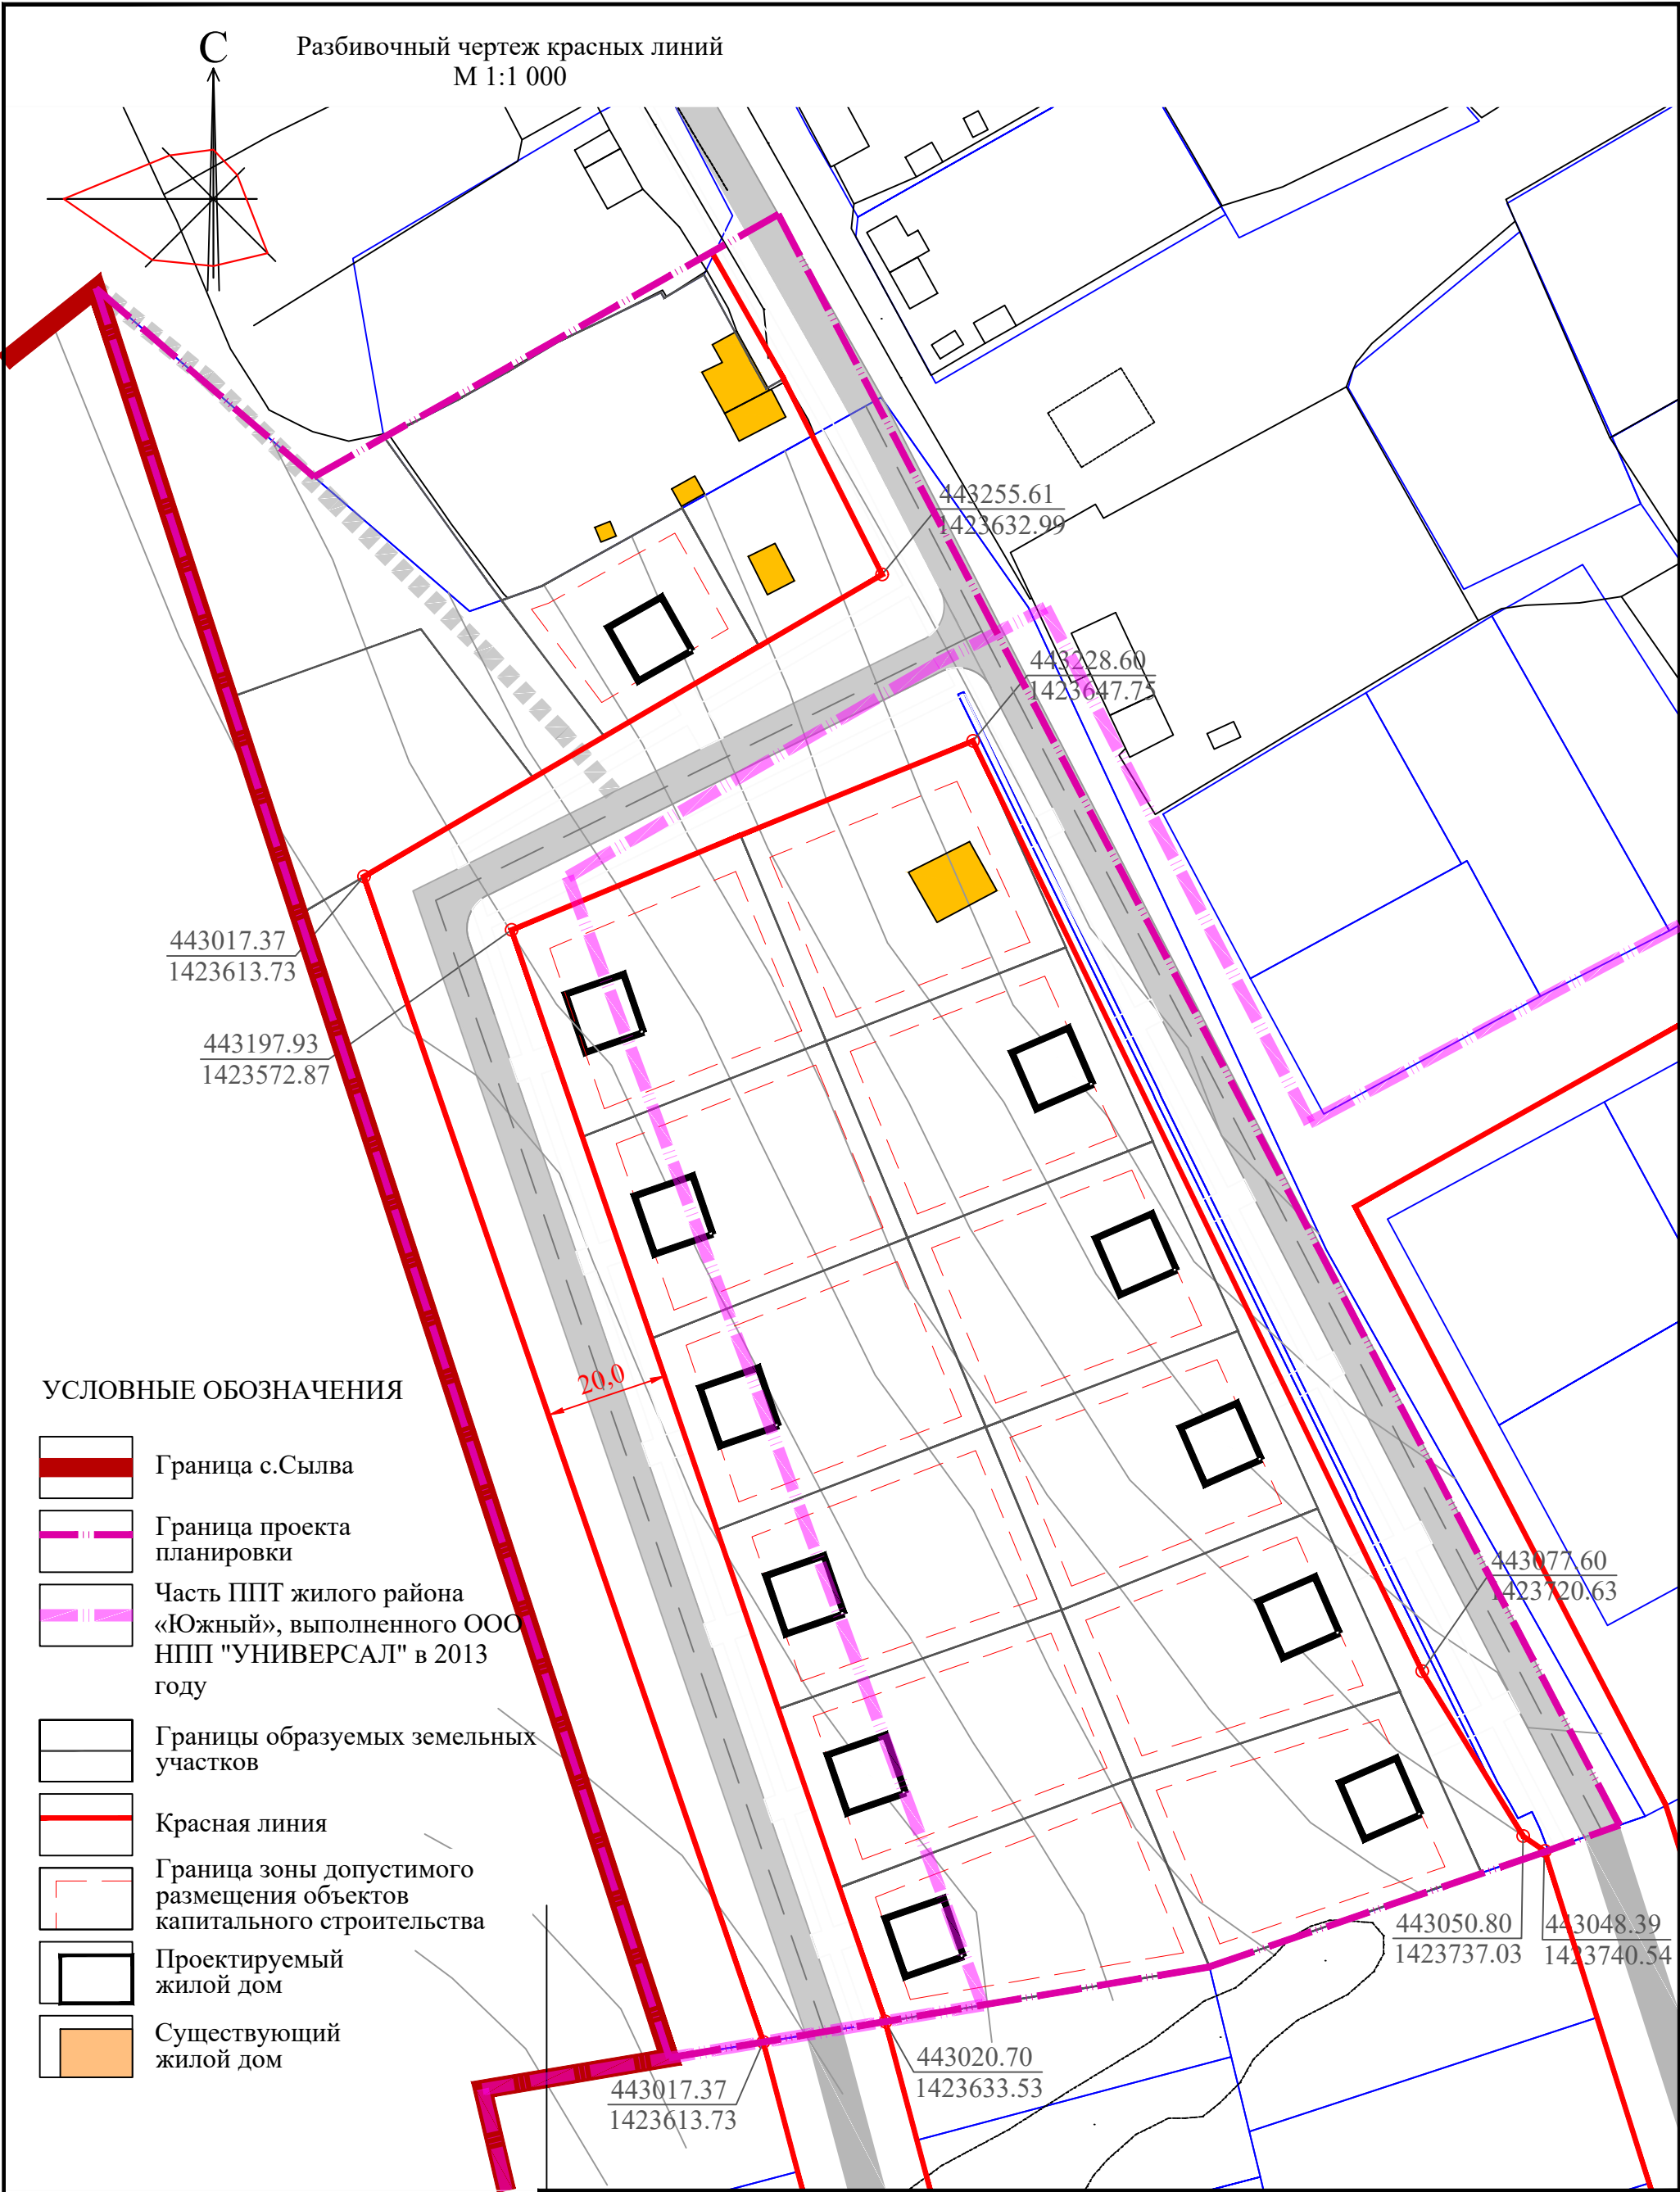 С
Разбивочный чертеж красных линий
М 1:1 000
443255.61
1423632.99
443228.60
1423647.75
443017.37
1423613.73
443197.93
1423572.87
20,0
УСЛОВНЫЕ ОБОЗНАЧЕНИЯ
Граница с.Сылва
Граница проекта
планировки
Часть ППТ жилого района
«Южный», выполненного ООО
НПП "УНИВЕРСАЛ" в 2013
году
Границы образуемых земельных
участков
Красная линия
Граница зоны допустимого
размещения объектов
капитального строительства
Проектируемый
жилой дом
Существующий
жилой дом
443077.60
1423720.63
443050.80
1423737.03
443048.39
1423740.54
443020.70
1423633.53
443017.37
1423613.73